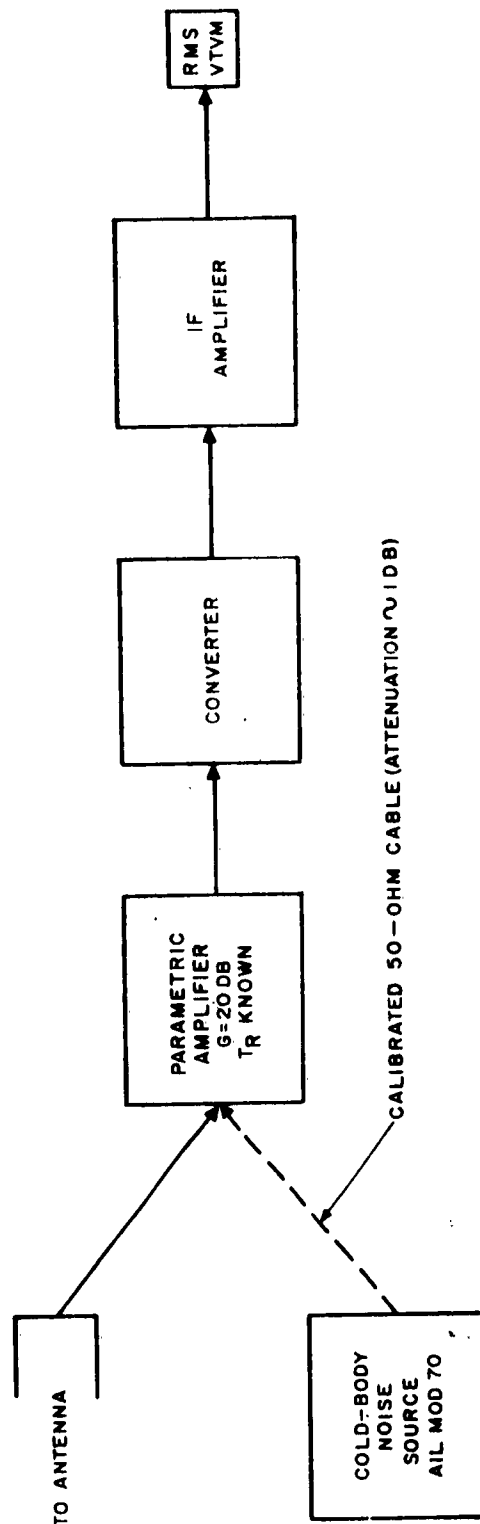 TO ANTENNA
COLD-BODY
NOISE
SOURCE
AIL MOD 70
CALIBRATED 50-OHM CABLE (ATTENUATION ~ 1 DB)
PARAMETRIC
AMPLIFIER
G=20 DB
TR KNOWN
CONVERTER
IF
AMPLIFIER
RMS
VTVM